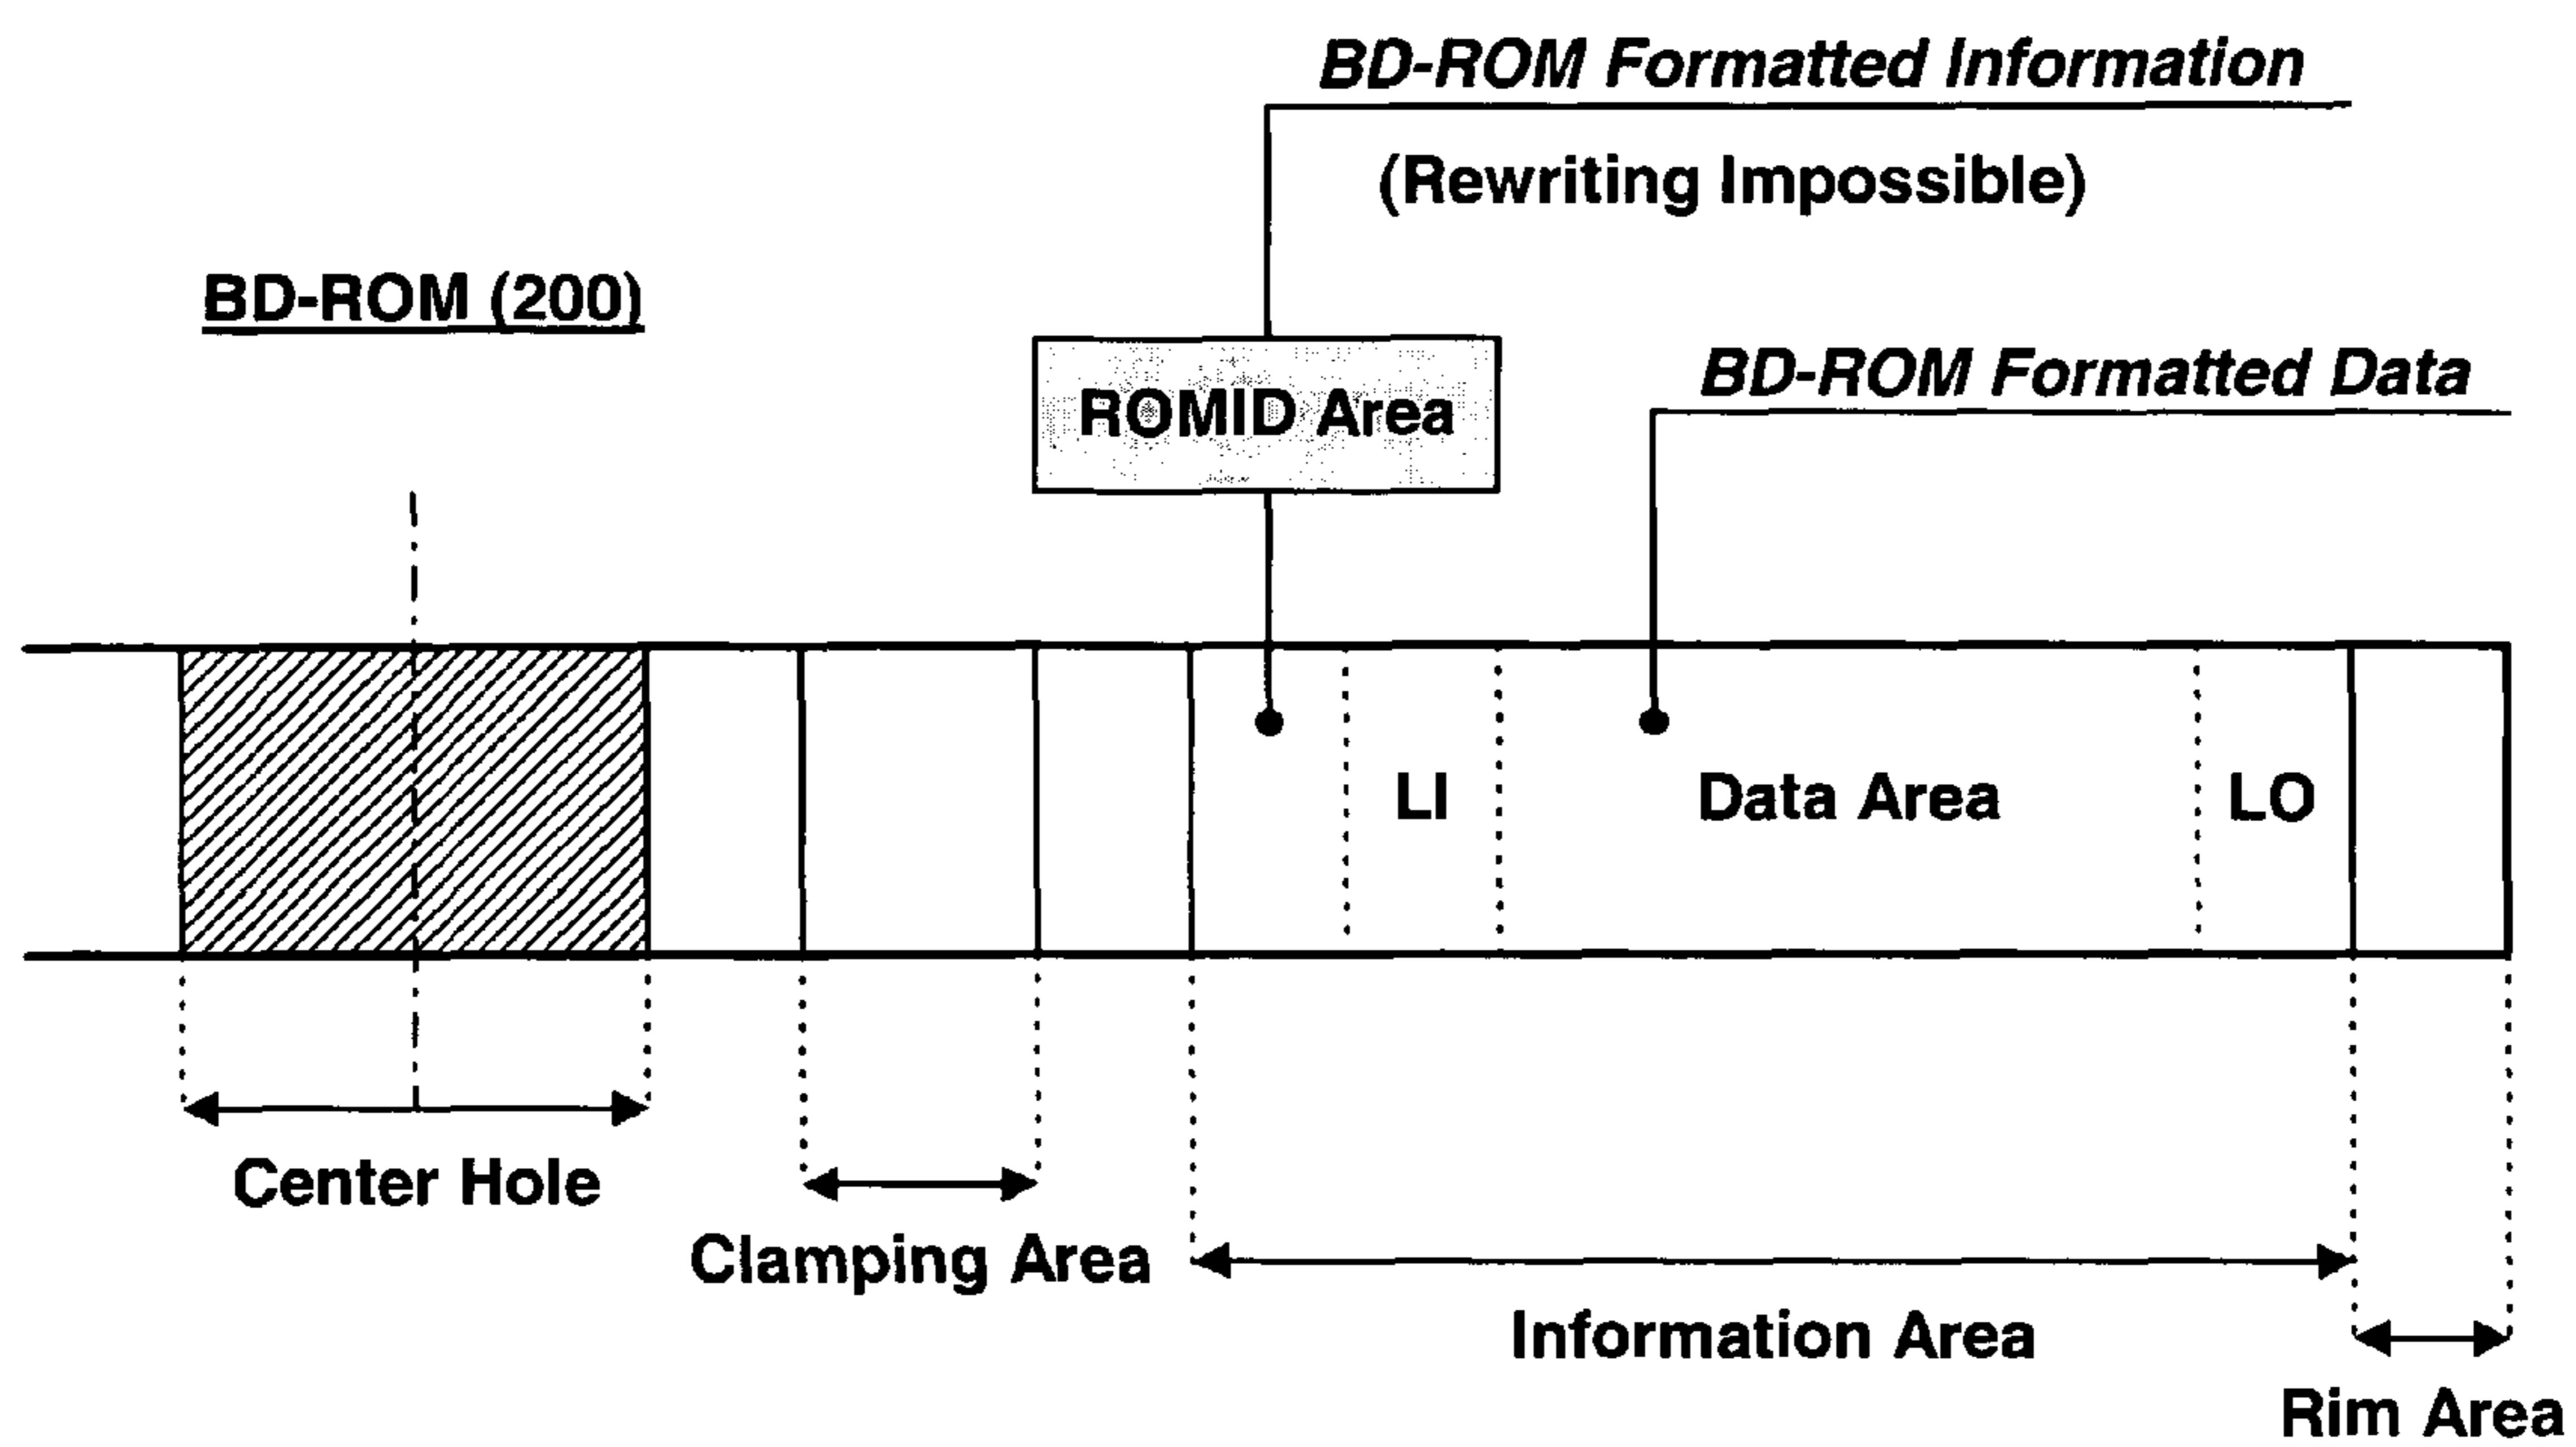 BD-ROM Formatted Information
(Rewriting Impossible)
BD-ROM (200)
BD-ROM Formatted Data
ROMID Area
LI
Data Area
LO
Center Hole
Clamping Area
Information Area
Rim Area